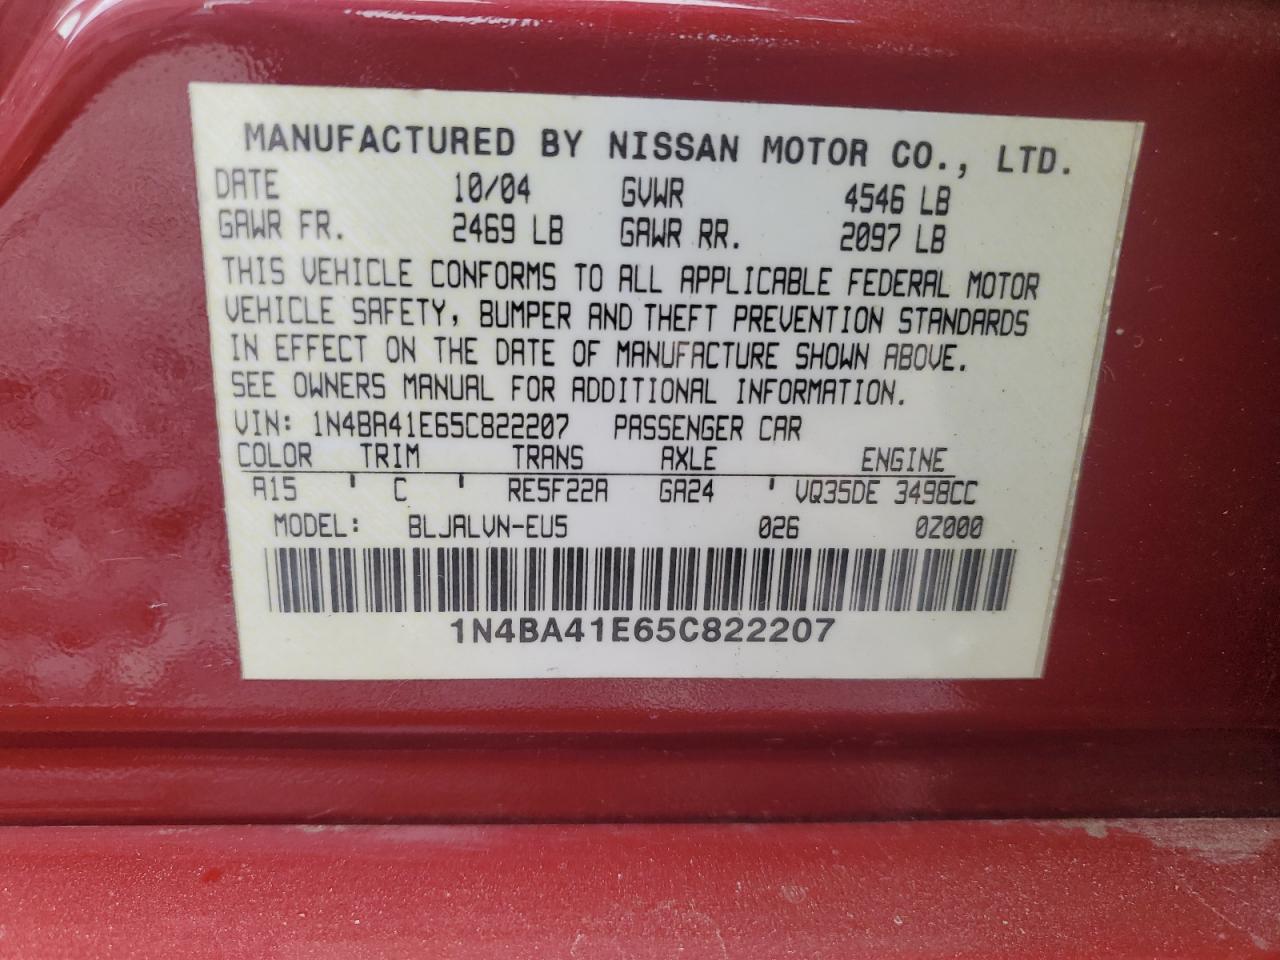 MANUFACTURED BY NISSAN MOTOR CO., LTD.
DATE 10/04 GVWR 4546 LB
GAWR FR. 2469 LB GAWR RR. 2097 LB
THIS VEHICLE CONFORMS TO ALL APPLICABLE FEDERAL MOTOR
VEHICLE SAFETY, BUMPER AND THEFT PREVENTION STANDARDS
IN EFFECT ON THE DATE OF MANUFACTURE SHOWN ABOVE.
SEE OWNERS MANUAL FOR ADDITIONAL INFORMATION.
VIN: 1N4BA41E65C822207 PASSENGER CAR
COLOR TRIM TRANS AXLE ENGINE
A15 ' C ' RE5F22A GA24 ' VQ35DE 3498CC
MODEL: BLJALVN-EU5 026 0Z000
1N4BA41E65C822207